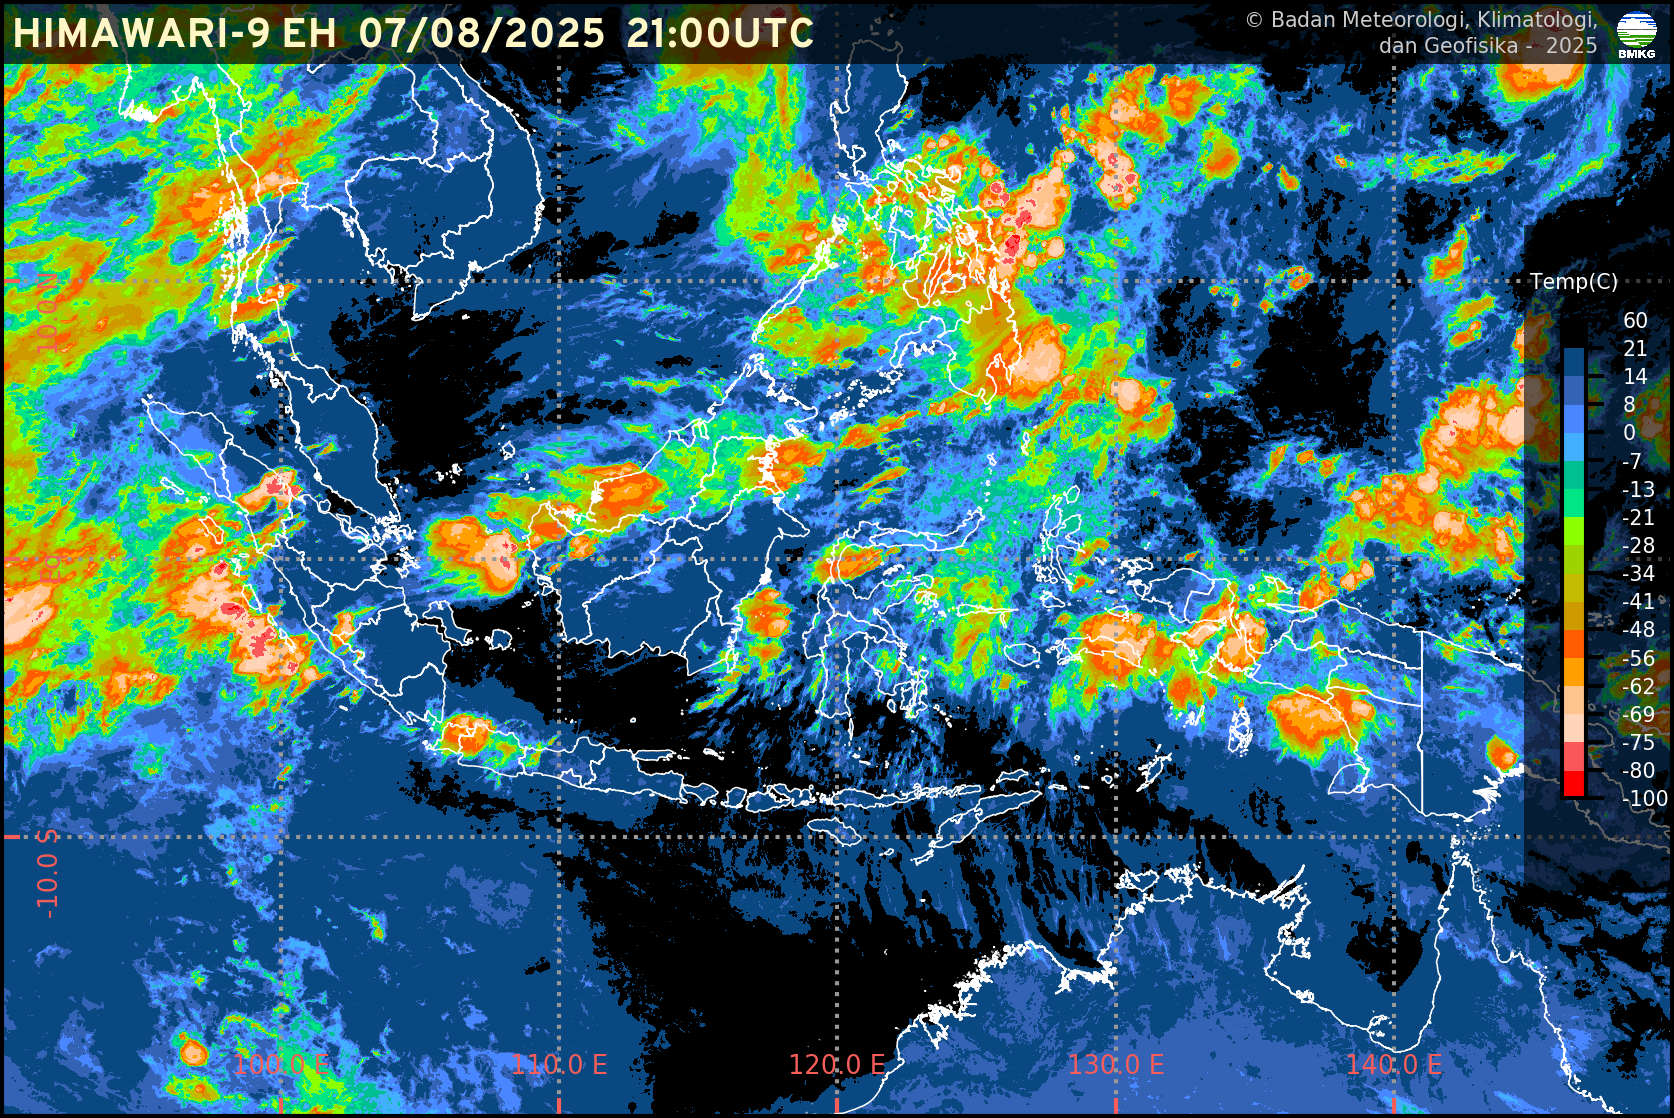 HIMAWARI-9 EH 07/08/2025 21:00UTC
© Badan Meteorologi, Klimatologi,
dan Geofisika - 2025
BMKG
10.0 N
Temp(C)
60
21
14
8
0
-7
-13
-21
-28
-34
-41
-48
-56
-62
-69
-75
-80
-100
-10.0 S
100.0 E
110.0 E
120.0 E
130.0 E
140.0 E